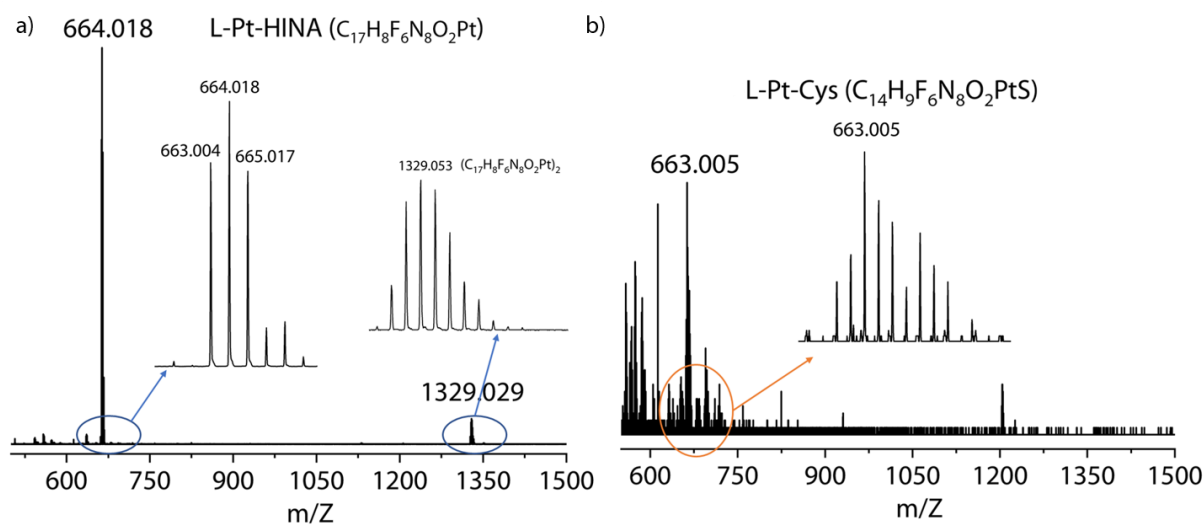 a)
664.018
L-Pt-HINA (C₁₇H₈F₆N₈O₂Pt)
664.018
663.004
665.017
1329.053
(C₁₇H₈F₆N₈O₂Pt)₂
1329.029
600 750 900 1050 1200 1350 1500
m/Z
b)
L-Pt-Cys (C₁₄H₉F₆N₈O₂PtS)
663.005
663.005
600 750 900 1050 1200 1350 1500
m/Z